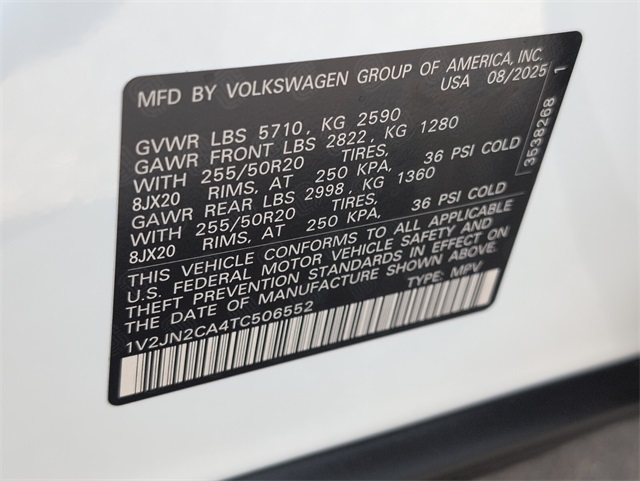 MFD BY VOLKSWAGEN GROUP OF AMERICA, INC.
USA 08/2025 1
GVWR LBS 5710, KG 2590
GAWR FRONT LBS 2822, KG 1280
WITH 255/50R20 TIRES,
8JX20 RIMS, AT 250 KPA, 36 PSI COLD
GAWR REAR LBS 2998, KG 1360
WITH 255/50R20 TIRES,
8JX20 RIMS, AT 250 KPA, 36 PSI COLD
THIS VEHICLE CONFORMS TO ALL APPLICABLE
U.S. FEDERAL MOTOR VEHICLE SAFETY AND
THEFT PREVENTION STANDARDS IN EFFECT ON
THE DATE OF MANUFACTURE SHOWN ABOVE.
1V2JN2CA4TC506552 TYPE: MPV
3538268